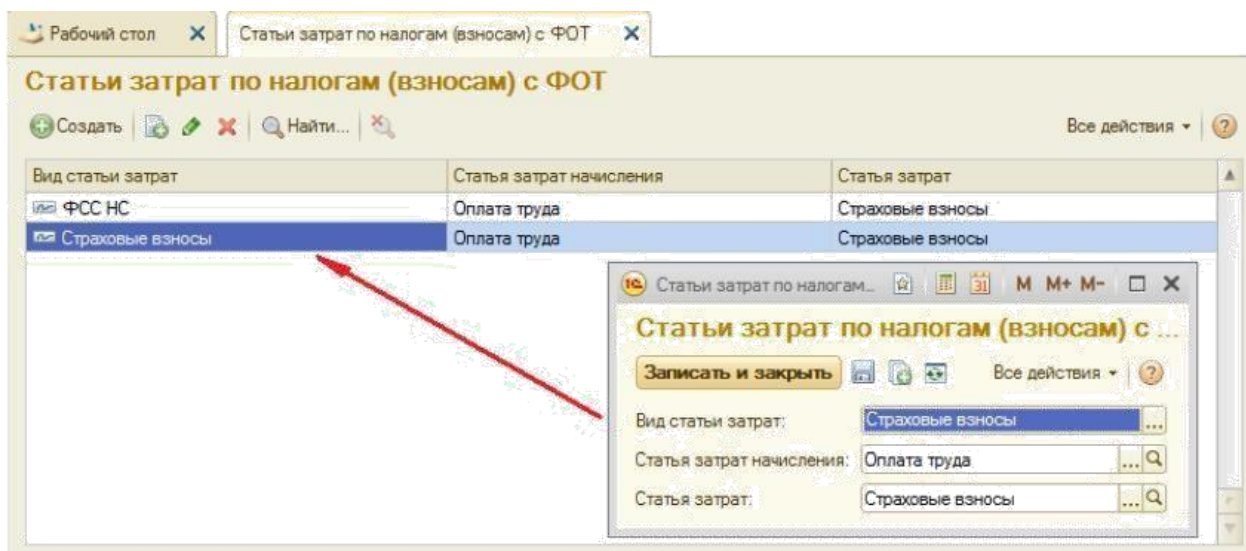 Рабочий стол Статьи затрат по налогам (взносам) с ФОТ
Статьи затрат по налогам (взносам) с ФОТ
Создать Найти... Все действия
Вид статьи затрат Статья затрат начисления Статья затрат
ФСС НС Оплата труда Страховые взносы
Страховые взносы Оплата труда Страховые взносы
1С Статьи затрат по налогам... 31 M M+ M-
Статьи затрат по налогам (взносам) с ...
Записать и закрыть Все действия
Вид статьи затрат: Страховые взносы ...
Статья затрат начисления: Оплата труда ...
Статья затрат: Страховые взносы ...